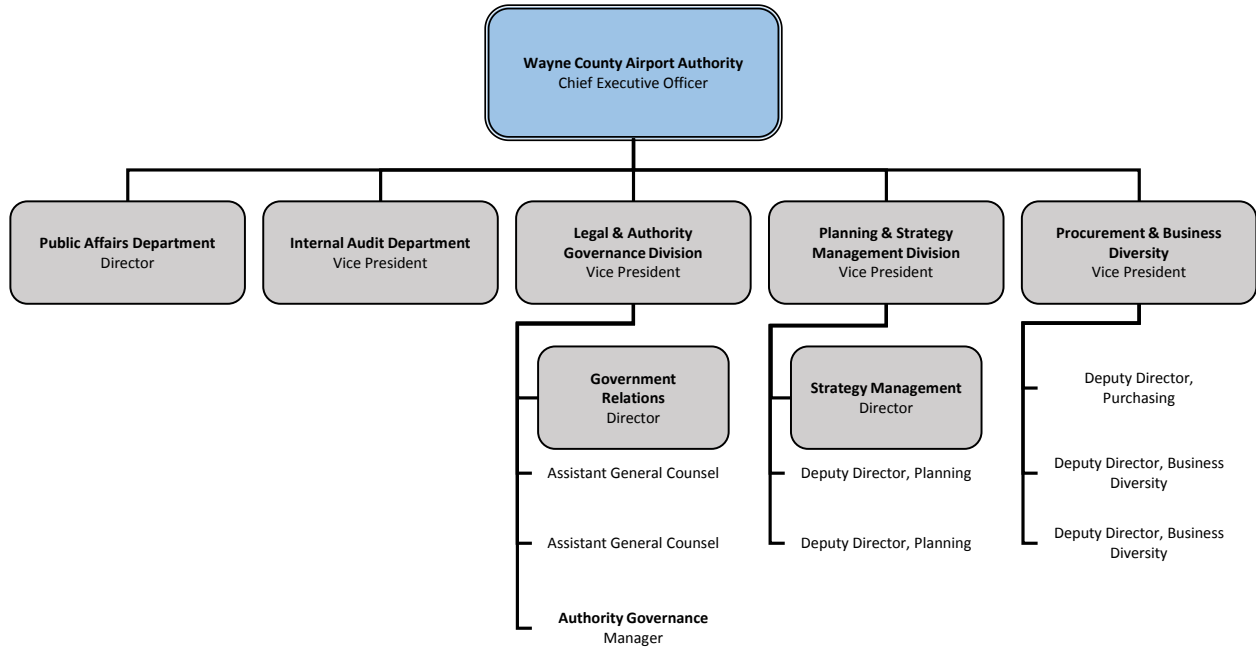 Wayne County Airport Authority
Chief Executive Officer
Public Affairs Department
Director
Internal Audit Department
Vice President
Legal & Authority
Governance Division
Vice President
Planning & Strategy
Management Division
Vice President
Procurement & Business
Diversity
Vice President
Government
Relations
Director
Strategy Management
Director
Deputy Director,
Purchasing
Assistant General Counsel
Deputy Director, Planning
Deputy Director, Business
Diversity
Assistant General Counsel
Deputy Director, Planning
Deputy Director, Business
Diversity
Authority Governance
Manager